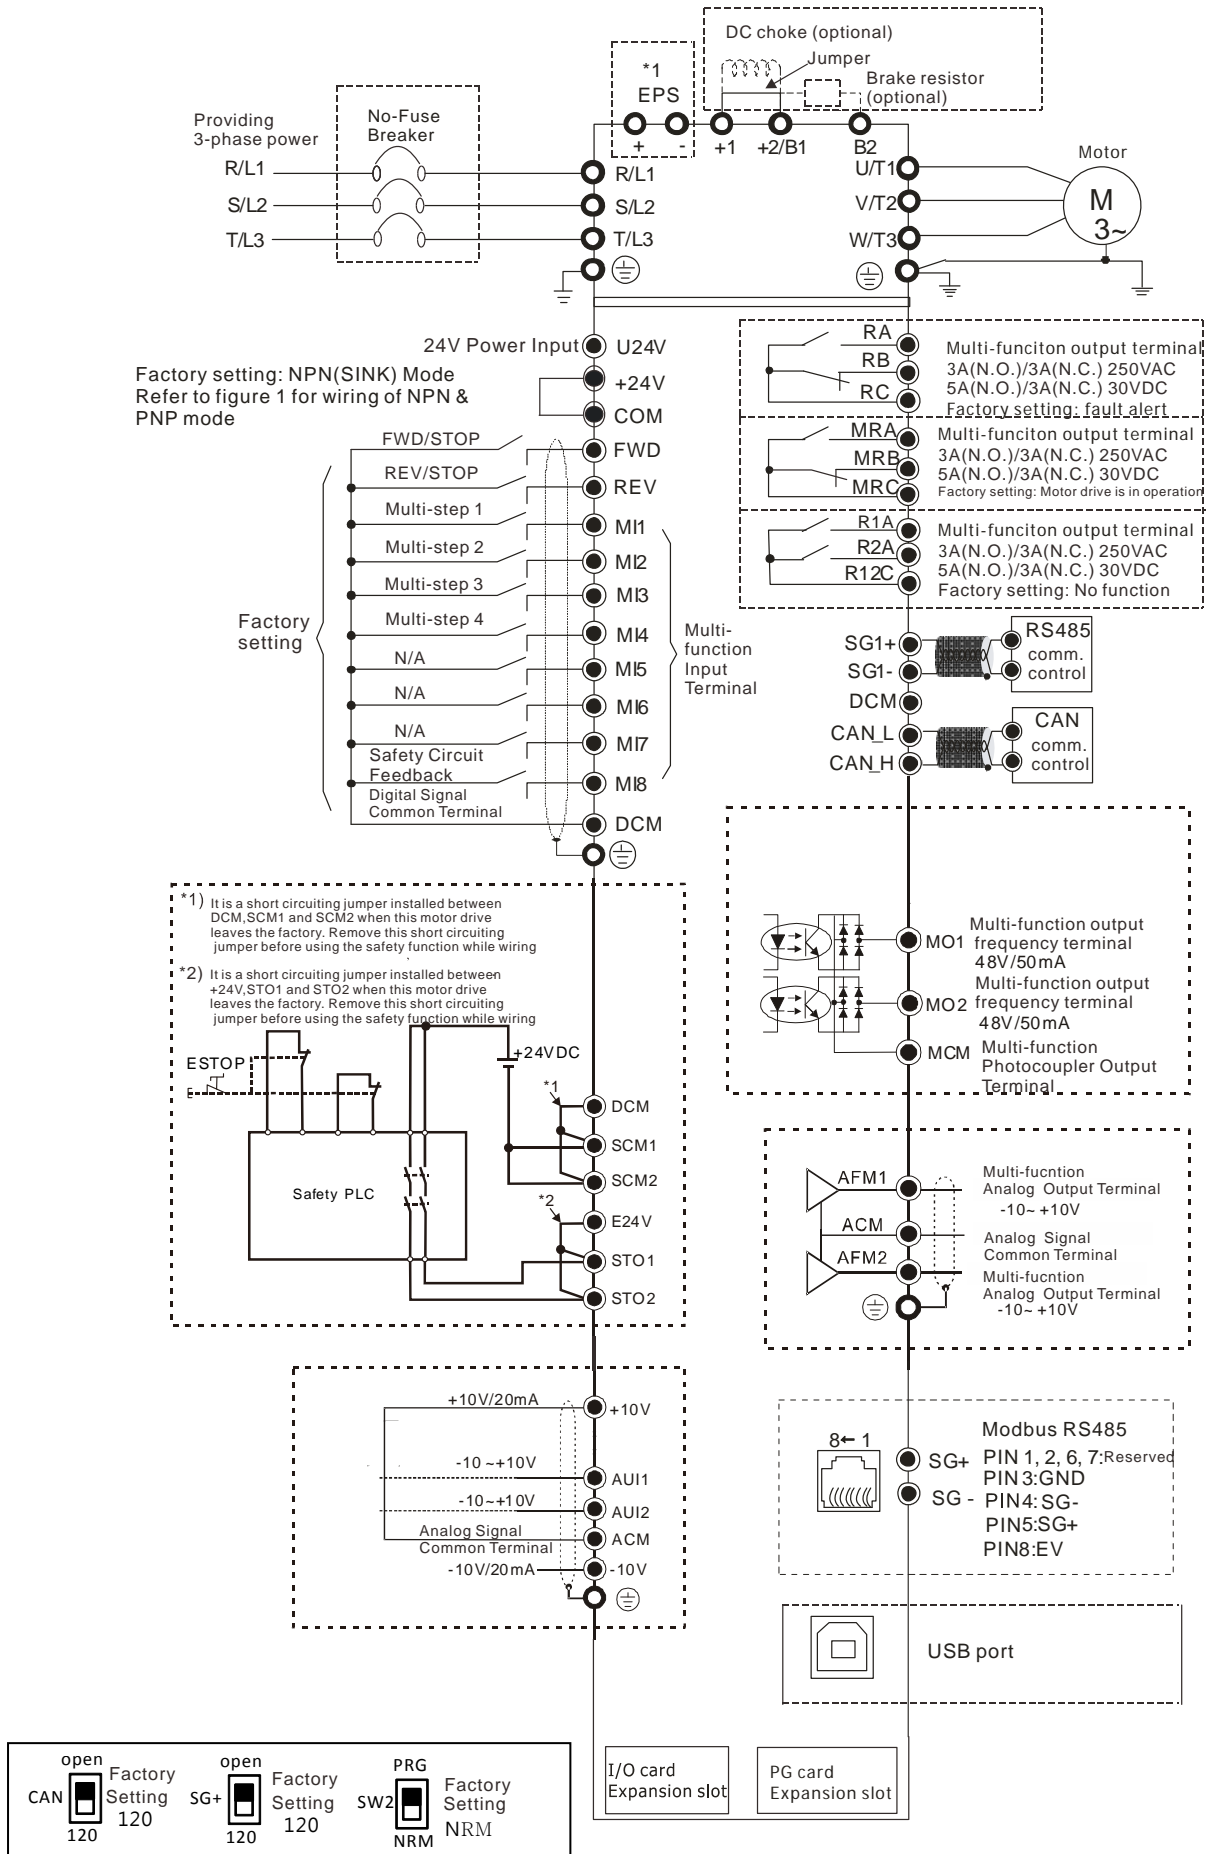 DC choke (optional)
Jumper
Brake resistor
(optional)
*1
EPS
+
-
+1
+2/B1
B2
Providing
3-phase power
No-Fuse
Breaker
R/L1
S/L2
T/L3
R/L1
S/L2
T/L3
U/T1
V/T2
W/T3
Motor
M
3~
24V Power Input
U24V
Factory setting: NPN(SINK) Mode
Refer to figure 1 for wiring of NPN &
PNP mode
+24V
COM
FWD/STOP
FWD
REV/STOP
REV
Multi-step 1
MI1
Multi-step 2
MI2
Multi-step 3
MI3
Multi-step 4
MI4
N/A
MI5
N/A
MI6
N/A
MI7
Safety Circuit
Feedback
MI8
Digital Signal
Common Terminal
DCM
Factory
setting
Multi-
function
Input
Terminal
RA
RB
RC
Multi-funciton output terminal
3A(N.O.)/3A(N.C.) 250VAC
5A(N.O.)/3A(N.C.) 30VDC
Factory setting: fault alert
MRA
MRB
MRC
Multi-funciton output terminal
3A(N.O.)/3A(N.C.) 250VAC
5A(N.O.)/3A(N.C.) 30VDC
Factory setting: Motor drive is in operation
R1A
R2A
R12C
Multi-funciton output terminal
3A(N.O.)/3A(N.C.) 250VAC
5A(N.O.)/3A(N.C.) 30VDC
Factory setting: No function
SG1+
SG1-
DCM
CAN_L
CAN_H
RS485
comm.
control
CAN
comm.
control
*1) It is a short circuiting jumper installed between
DCM,SCM1 and SCM2 when this motor drive
leaves the factory. Remove this short circuiting
jumper before using the safety function while wiring
*2) It is a short circuiting jumper installed between
+24V,STO1 and STO2 when this motor drive
leaves the factory. Remove this short circuiting
jumper before using the safety function while wiring
ESTOP
+24VDC
Safety PLC
*1
DCM
SCM1
SCM2
*2
E24V
STO1
STO2
MO1
Multi-function output
frequency terminal
48V/50mA
MO2
Multi-function output
frequency terminal
48V/50mA
MCM
Multi-function
Photocoupler Output
Terminal
AFM1
Multi-fucntion
Analog Output Terminal
-10~ +10V
ACM
Analog Signal
Common Terminal
AFM2
Multi-fucntion
Analog Output Terminal
-10~ +10V
+10V/20mA
+10V
-10 ~+10V
AUI1
-10~+10V
AUI2
Analog Signal
Common Terminal
ACM
-10V/20mA
-10V
8← 1
SG+
SG -
Modbus RS485
PIN 1, 2, 6, 7:Reserved
PIN 3:GND
PIN4: SG-
PIN5:SG+
PIN8:EV
USB port
I/O card
Expansion slot
PG card
Expansion slot
open
CAN
120
Factory
Setting
120
open
SG+
120
Factory
Setting
120
PRG
SW2
NRM
Factory
Setting
NRM